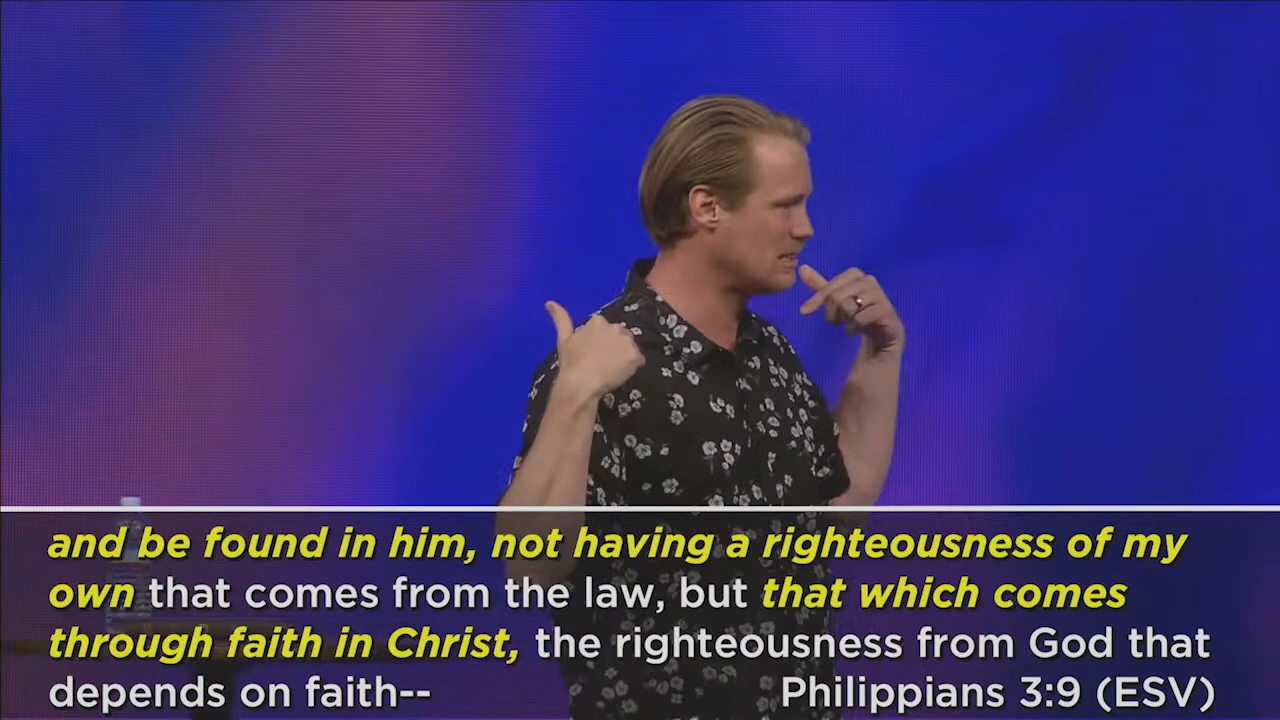 and be found in him, not having a righteousness of my
own that comes from the law, but that which comes
through faith in Christ, the righteousness from God that
depends on faith-- Philippians 3:9 (ESV)